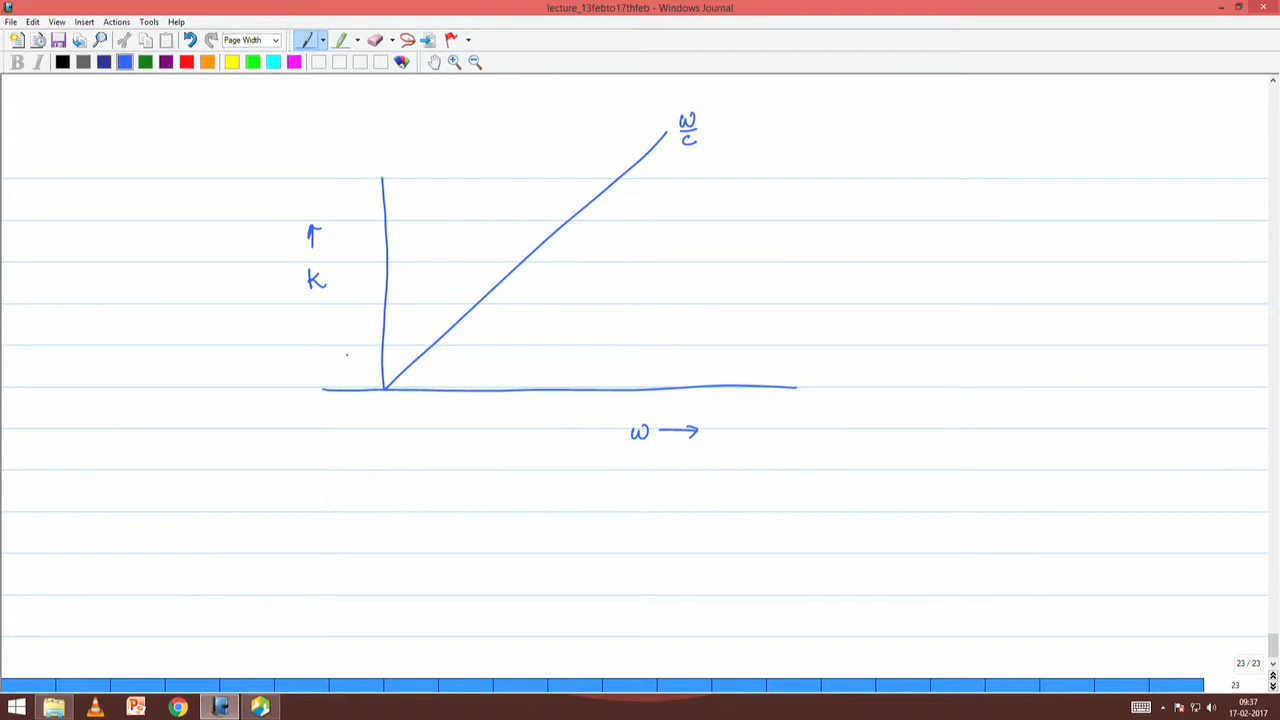 lecture_13febto17thfeb - Windows Journal
File Edit View Insert Actions Tools Help
Page Width
B I
ω
c
↑
k
ω →
23 / 23
23
09:37
17-02-2017